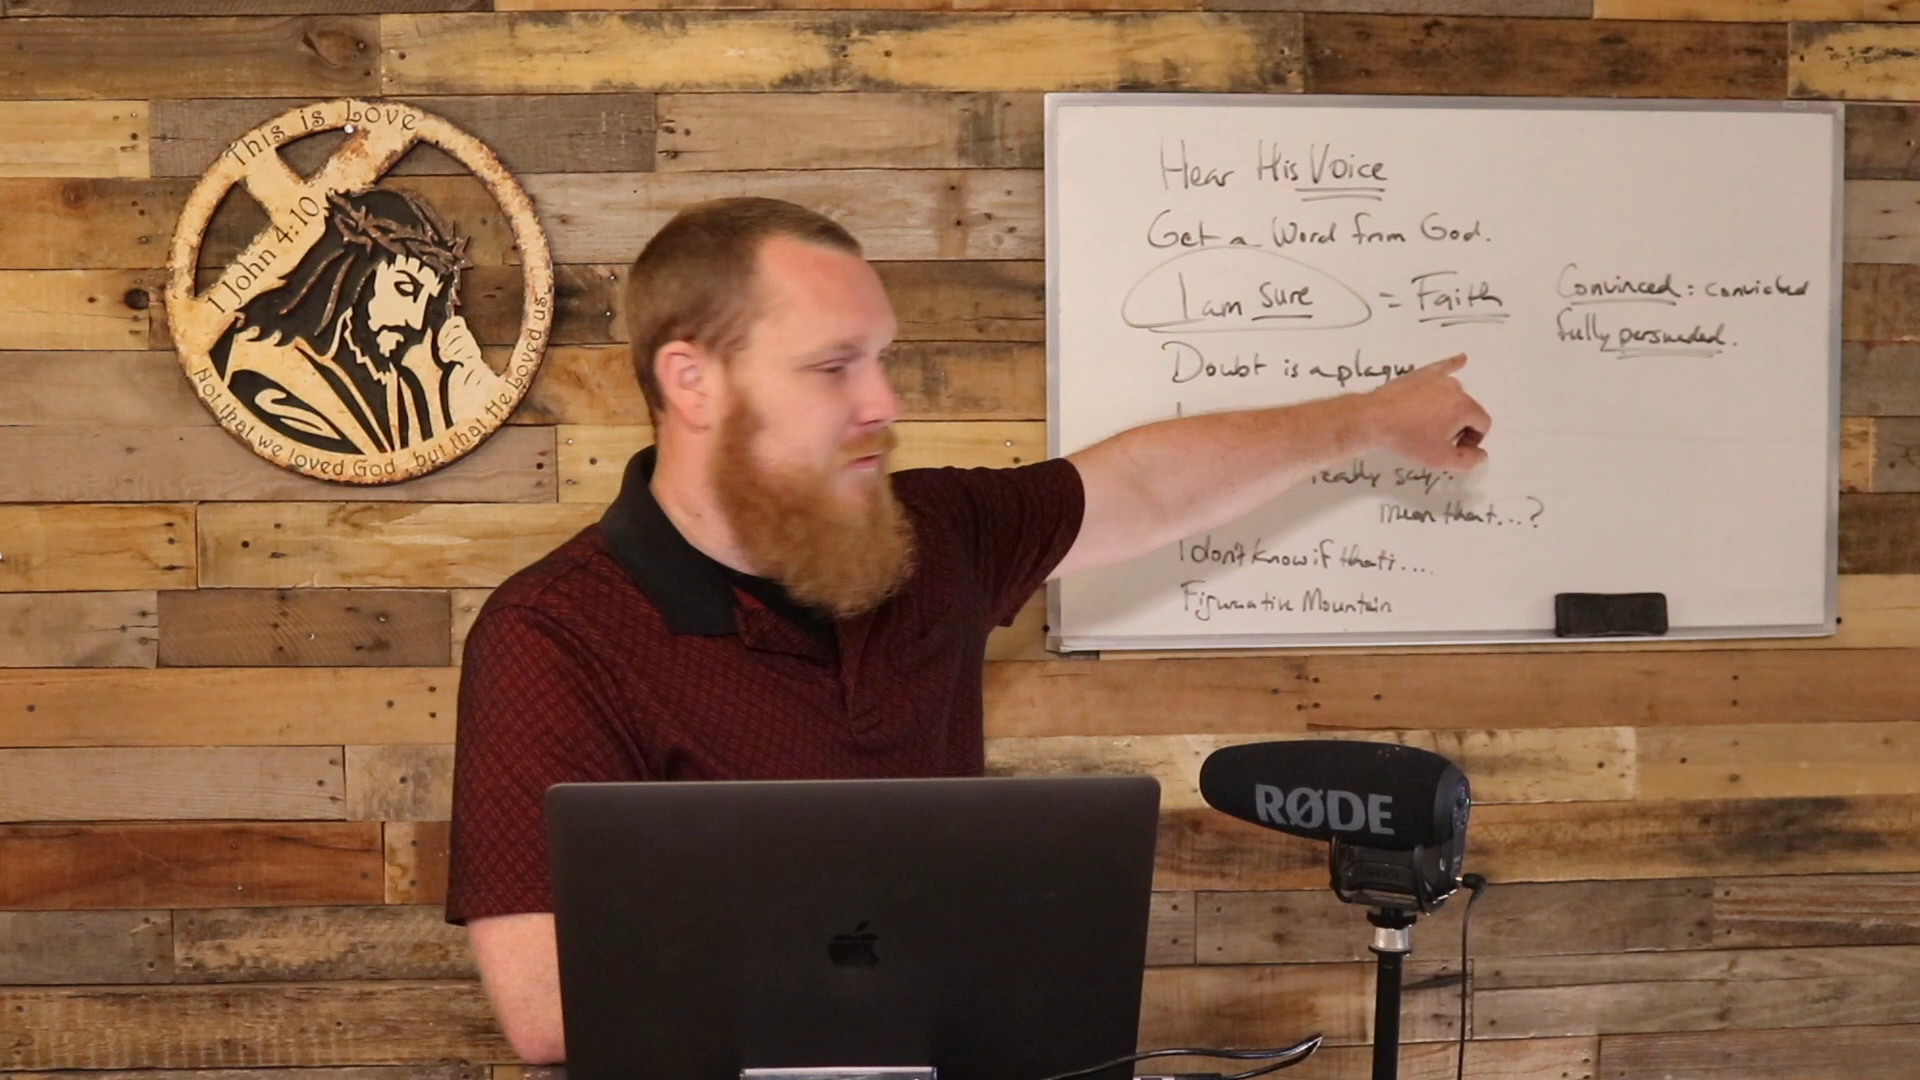 This is Love
1 John 4:10
Not that we loved God, but that He Loved us.
Hear His Voice
Get a Word from God.
I am sure = Faith
Convinced: convicted
fully persuaded.
Doubt is a plague
really say..
mean that...?
I don't know if that
Figurative Mountain
RØDE